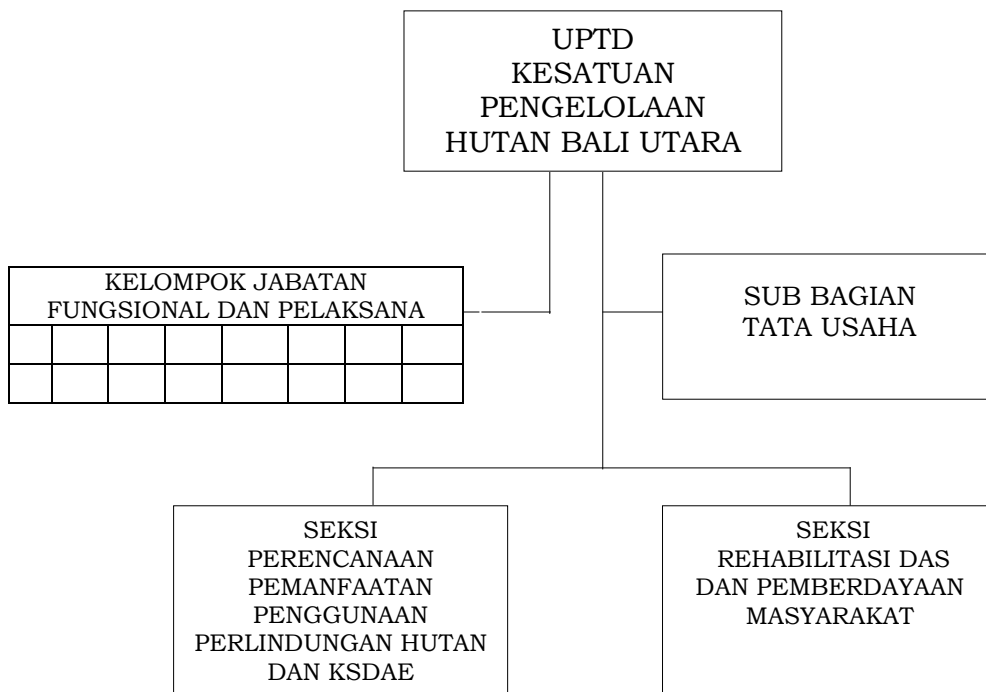 UPTD
KESATUAN
PENGELOLAAN
HUTAN BALI UTARA
KELOMPOK JABATAN
FUNGSIONAL DAN PELAKSANA
SUB BAGIAN
TATA USAHA
SEKSI
PERENCANAAN
PEMANFAATAN
PENGGUNAAN
PERLINDUNGAN HUTAN
DAN KSDAE
SEKSI
REHABILITASI DAS
DAN PEMBERDAYAAN
MASYARAKAT